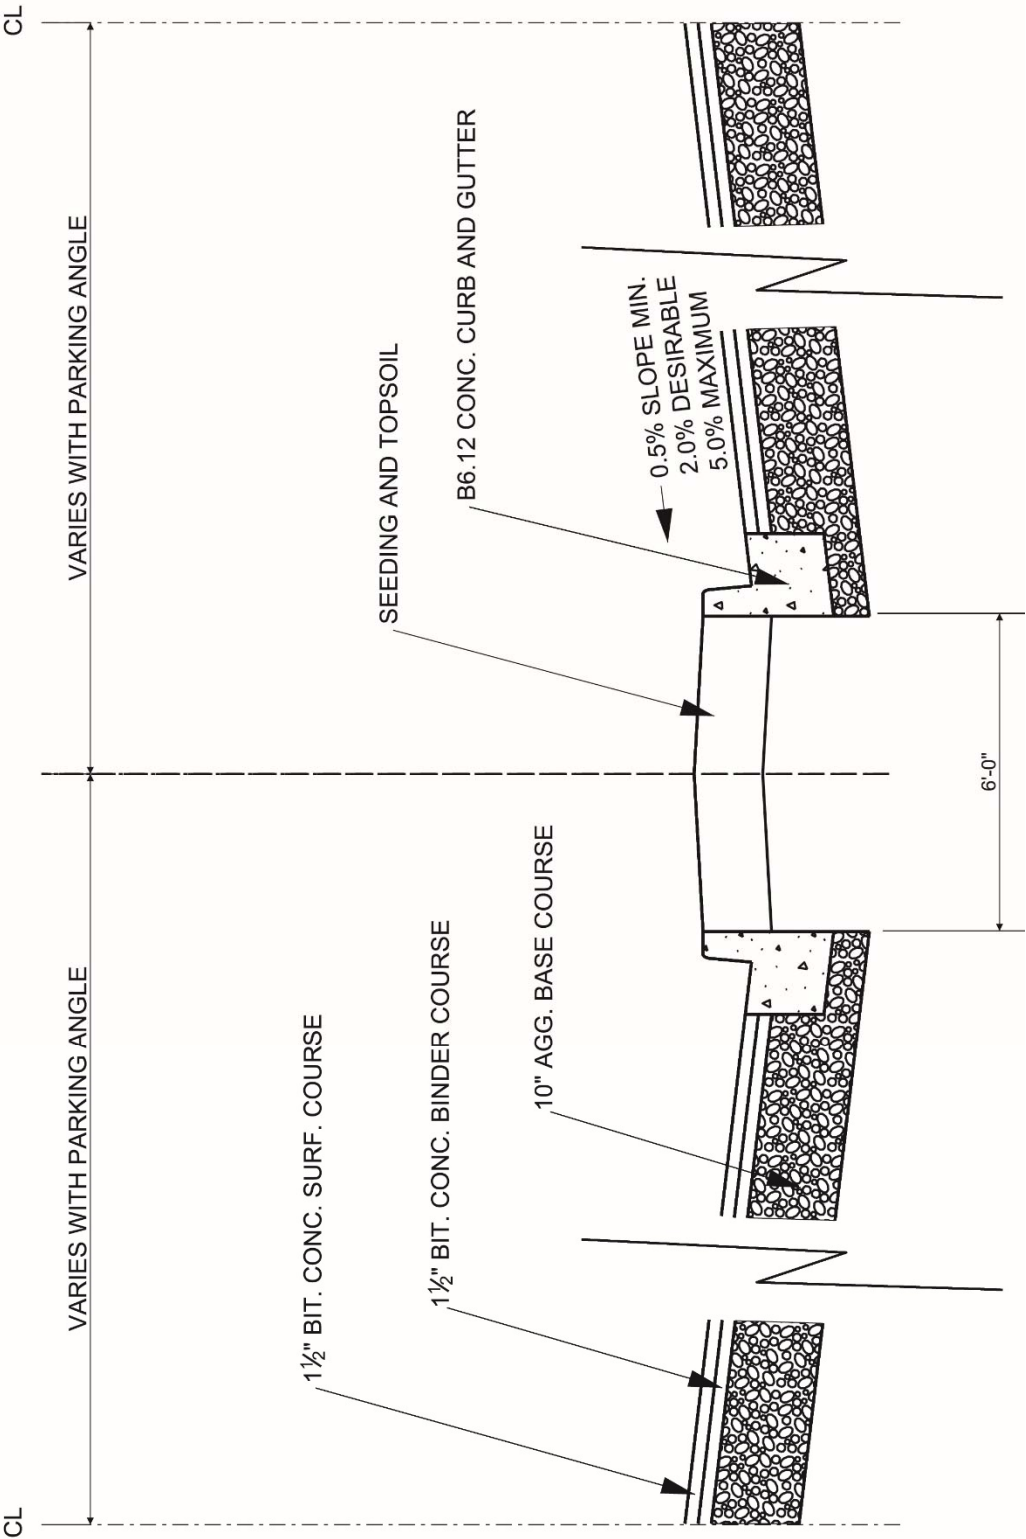 CL
CL
VARIES WITH PARKING ANGLE
VARIES WITH PARKING ANGLE
1½" BIT. CONC. SURF. COURSE
SEEDING AND TOPSOIL
1½" BIT. CONC. BINDER COURSE
B6.12 CONC. CURB AND GUTTER
10" AGG. BASE COURSE
0.5% SLOPE MIN.
2.0% DESIRABLE
5.0% MAXIMUM
6'-0"